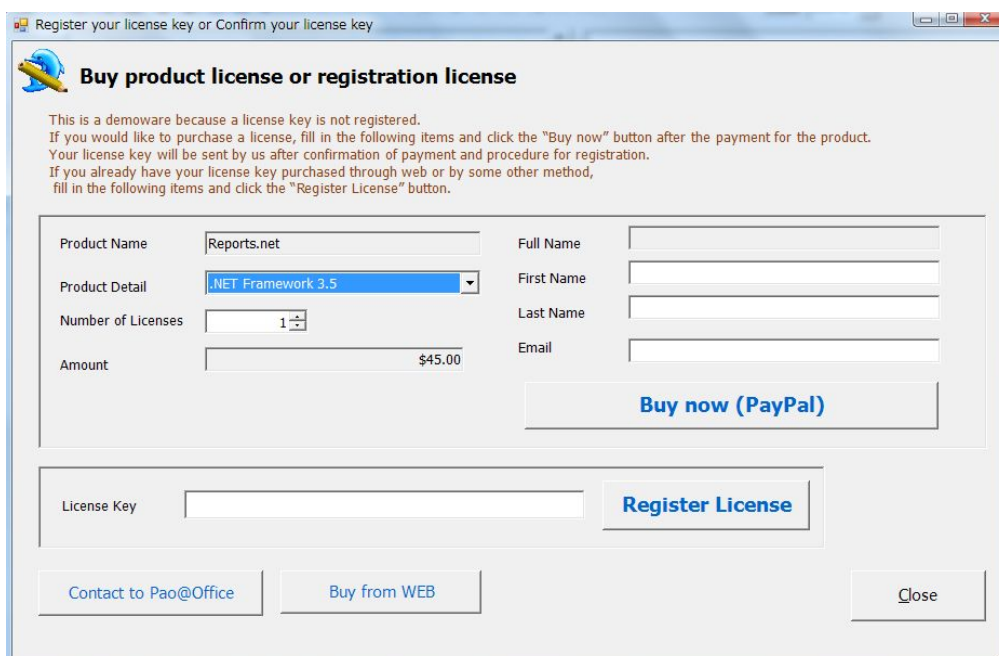 Register your license key or Confirm your license key
Buy product license or registration license
This is a demoware because a license key is not registered.
If you would like to purchase a license, fill in the following items and click the “Buy now” button after the payment for the product.
Your license key will be sent by us after confirmation of payment and procedure for registration.
If you already have your license key purchased through web or by some other method,
fill in the following items and click the “Register License” button.
Product Name
Reports.net
Product Detail
.NET Framework 3.5
Number of Licenses
1
Amount
$45.00
Full Name
First Name
Last Name
Email
Buy now (PayPal)
License Key
Register License
Contact to Pao@Office
Buy from WEB
Close